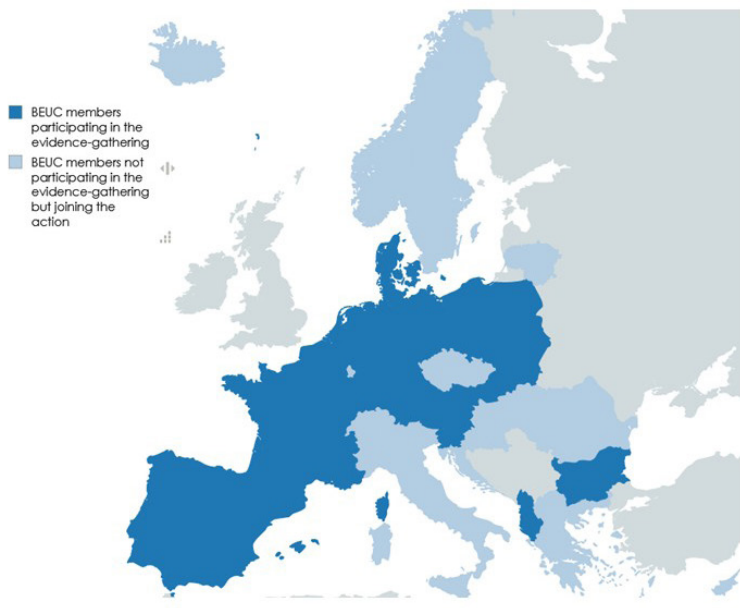 BEUC members
participating in the
evidence-gathering
BEUC members not
participating in the
evidence-gathering
but joining the
action